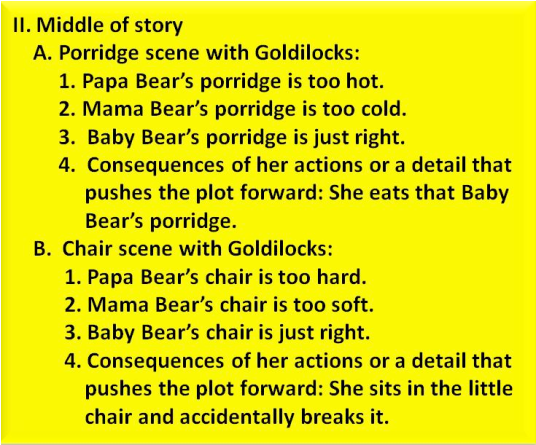 II. Middle of story
A. Porridge scene with Goldilocks:
1. Papa Bear’s porridge is too hot.
2. Mama Bear’s porridge is too cold.
3. Baby Bear’s porridge is just right.
4. Consequences of her actions or a detail that
pushes the plot forward: She eats that Baby
Bear’s porridge.
B. Chair scene with Goldilocks:
1. Papa Bear’s chair is too hard.
2. Mama Bear’s chair is too soft.
3. Baby Bear’s chair is just right.
4. Consequences of her actions or a detail that
pushes the plot forward: She sits in the little
chair and accidentally breaks it.